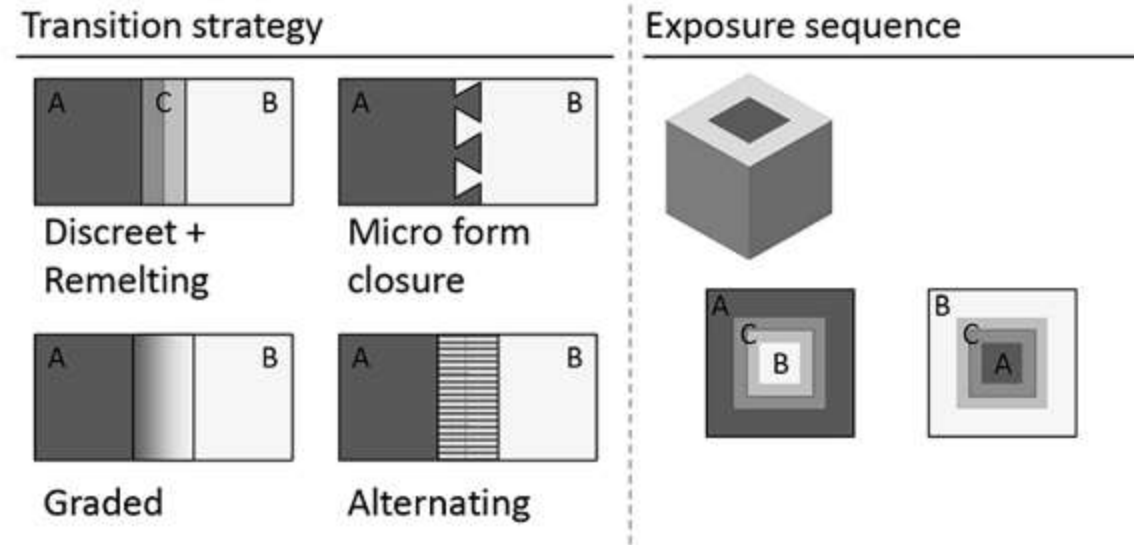 Transition strategy
A C B
Discreet +
Remelting
A B
Micro form
closure
A B
Graded
A B
Alternating
Exposure sequence
A
C
B
B
C
A